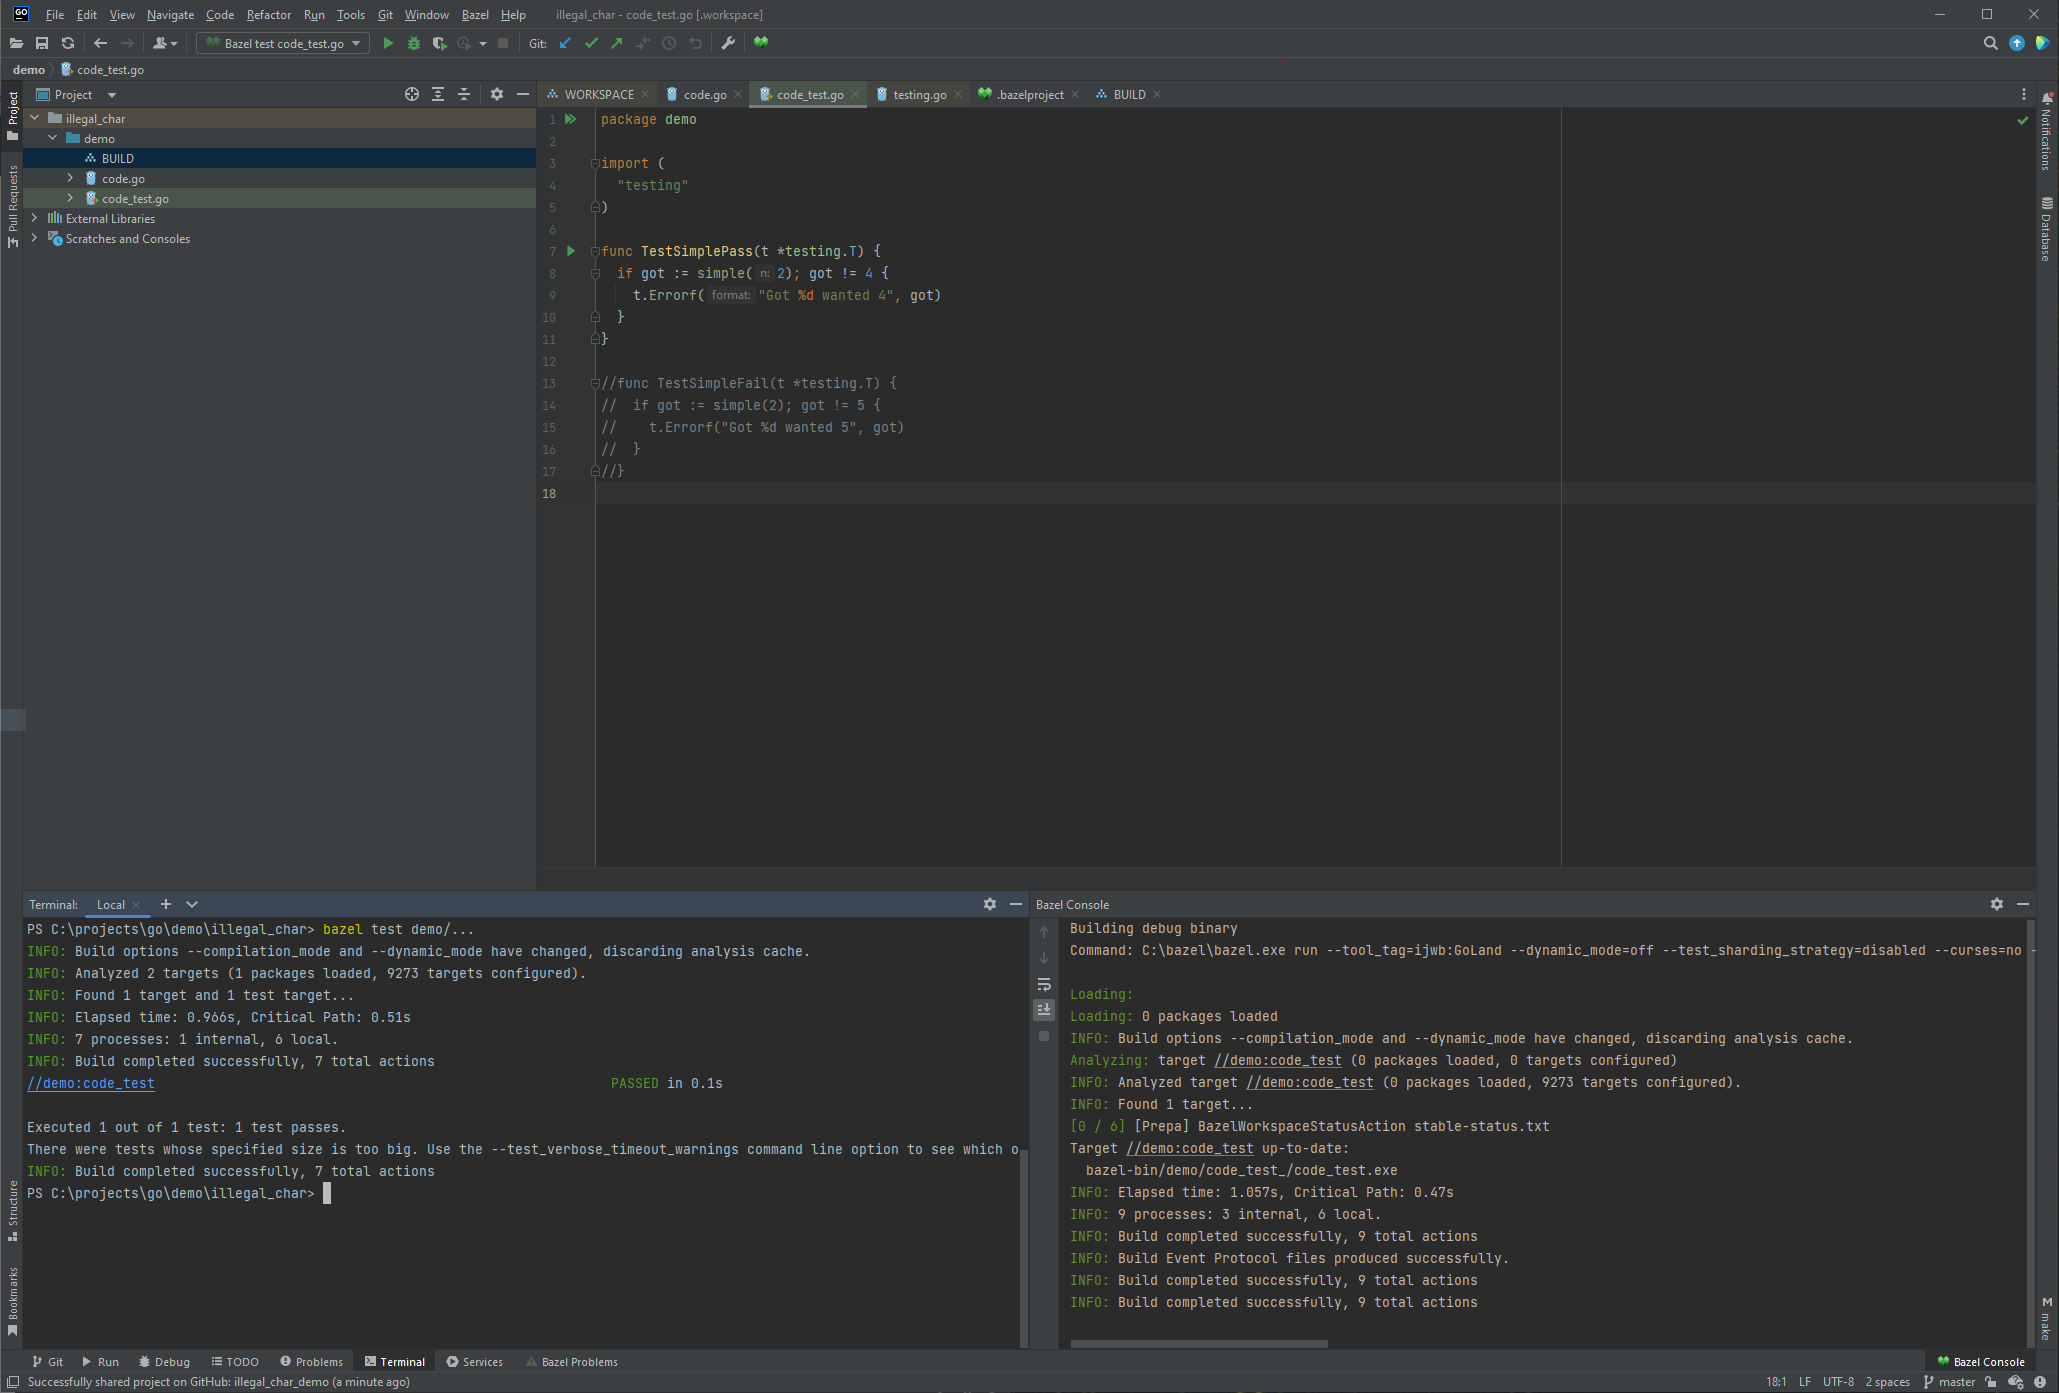 GO File Edit View Navigate Code Refactor Run Tools Git Window Bazel Help illegal_char - code_test.go [.workspace]
Bazel test code_test.go Git:
demo code_test.go
Project
WORKSPACE code.go code_test.go testing.go .bazelproject BUILD
illegal_char
demo
BUILD
code.go
code_test.go
External Libraries
Scratches and Consoles
Project
Pull Requests
Structure
Bookmarks
1 package demo
2
3 import (
4 "testing"
5 )
6
7 func TestSimplePass(t *testing.T) {
8 if got := simple( n: 2); got != 4 {
9 t.Errorf( format: "Got %d wanted 4", got)
10 }
11 }
12
13 //func TestSimpleFail(t *testing.T) {
14 //  if got := simple(2); got != 5 {
15 //    t.Errorf("Got %d wanted 5", got)
16 //  }
17 //}
18
Notifications
Database
make
Terminal: Local
PS C:\projects\go\demo\illegal_char> bazel test demo/...
INFO: Build options --compilation_mode and --dynamic_mode have changed, discarding analysis cache.
INFO: Analyzed 2 targets (1 packages loaded, 9273 targets configured).
INFO: Found 1 target and 1 test target...
INFO: Elapsed time: 0.966s, Critical Path: 0.51s
INFO: 7 processes: 1 internal, 6 local.
INFO: Build completed successfully, 7 total actions
//demo:code_test PASSED in 0.1s
Executed 1 out of 1 test: 1 test passes.
There were tests whose specified size is too big. Use the --test_verbose_timeout_warnings command line option to see which o
INFO: Build completed successfully, 7 total actions
PS C:\projects\go\demo\illegal_char>
Bazel Console
Building debug binary
Command: C:\bazel\bazel.exe run --tool_tag=ijwb:GoLand --dynamic_mode=off --test_sharding_strategy=disabled --curses=no -
Loading:
Loading: 0 packages loaded
INFO: Build options --compilation_mode and --dynamic_mode have changed, discarding analysis cache.
Analyzing: target //demo:code_test (0 packages loaded, 0 targets configured)
INFO: Analyzed target //demo:code_test (0 packages loaded, 9273 targets configured).
INFO: Found 1 target...
[0 / 6] [Prepa] BazelWorkspaceStatusAction stable-status.txt
Target //demo:code_test up-to-date:
bazel-bin/demo/code_test_/code_test.exe
INFO: Elapsed time: 1.057s, Critical Path: 0.47s
INFO: 9 processes: 3 internal, 6 local.
INFO: Build completed successfully, 9 total actions
INFO: Build Event Protocol files produced successfully.
INFO: Build completed successfully, 9 total actions
INFO: Build completed successfully, 9 total actions
Git Run Debug TODO Problems Terminal Services Bazel Problems Bazel Console
Successfully shared project on GitHub: illegal_char_demo (a minute ago) 18:1 LF UTF-8 2 spaces master